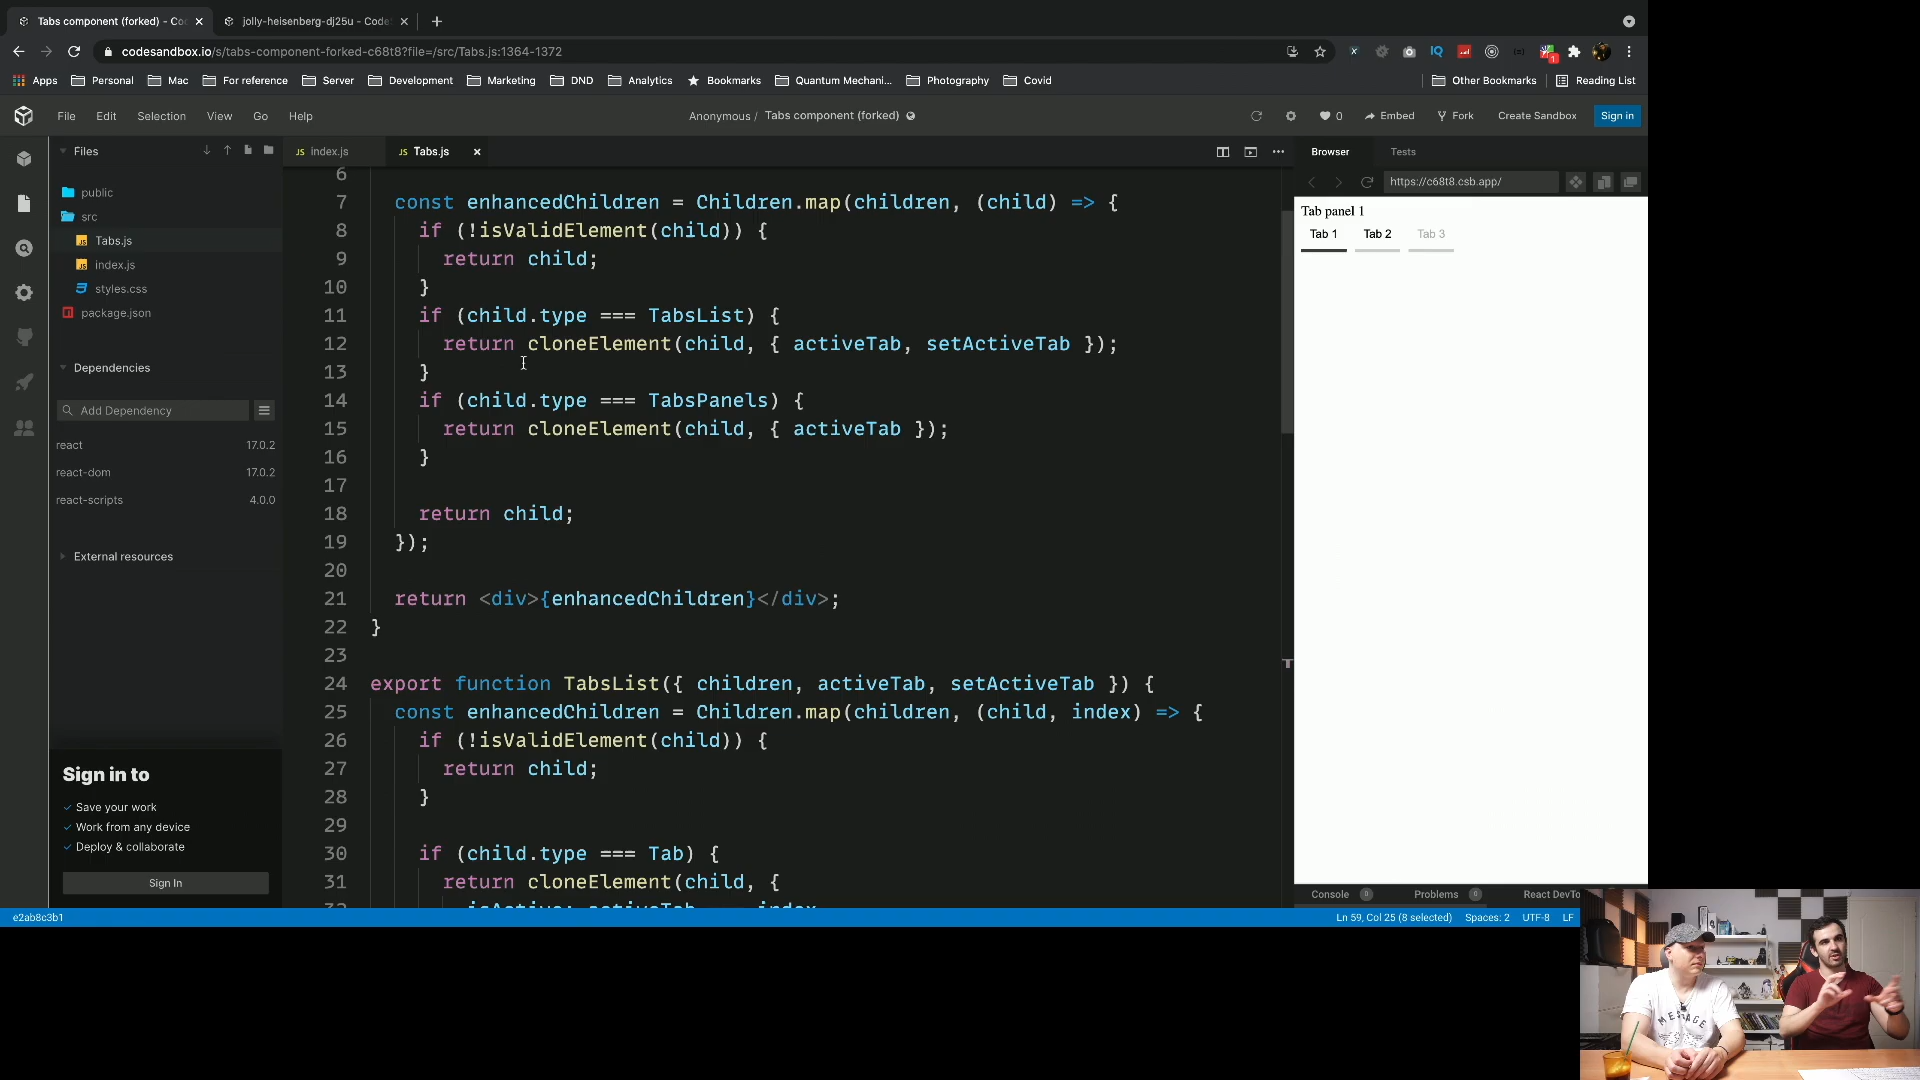 Tabs component (forked) - Co
jolly-heisenberg-dj25u - Code
codesandbox.io/s/tabs-component-forked-c68t8?file=/src/Tabs.js:1364-1372
Apps
Personal
Mac
For reference
Server
Development
Marketing
DND
Analytics
Bookmarks
Quantum Mechani...
Photography
Covid
Other Bookmarks
Reading List
File
Edit
Selection
View
Go
Help
Anonymous / Tabs component (forked)
0
Embed
Fork
Create Sandbox
Sign in
Files
public
src
Tabs.js
index.js
styles.css
package.json
Dependencies
Add Dependency
react 17.0.2
react-dom 17.0.2
react-scripts 4.0.0
External resources
Sign in to
Save your work
Work from any device
Deploy & collaborate
Sign In
JS index.js
JS Tabs.js
6
7 const enhancedChildren = Children.map(children, (child) => {
8 if (!isValidElement(child)) {
9 return child;
10 }
11 if (child.type === TabsList) {
12 return cloneElement(child, { activeTab, setActiveTab });
13 }
14 if (child.type === TabsPanels) {
15 return cloneElement(child, { activeTab });
16 }
17
18 return child;
19 });
20
21 return <div>{enhancedChildren}</div>;
22 }
23
24 export function TabsList({ children, activeTab, setActiveTab }) {
25 const enhancedChildren = Children.map(children, (child, index) => {
26 if (!isValidElement(child)) {
27 return child;
28 }
29
30 if (child.type === Tab) {
31 return cloneElement(child, {
Browser
Tests
https://c68t8.csb.app/
Tab panel 1
Tab 1
Tab 2
Tab 3
Console 0
Problems 0
React DevTo
e2ab8c3b1
Ln 59, Col 25 (8 selected)
Spaces: 2
UTF-8
LF
MESSAGE